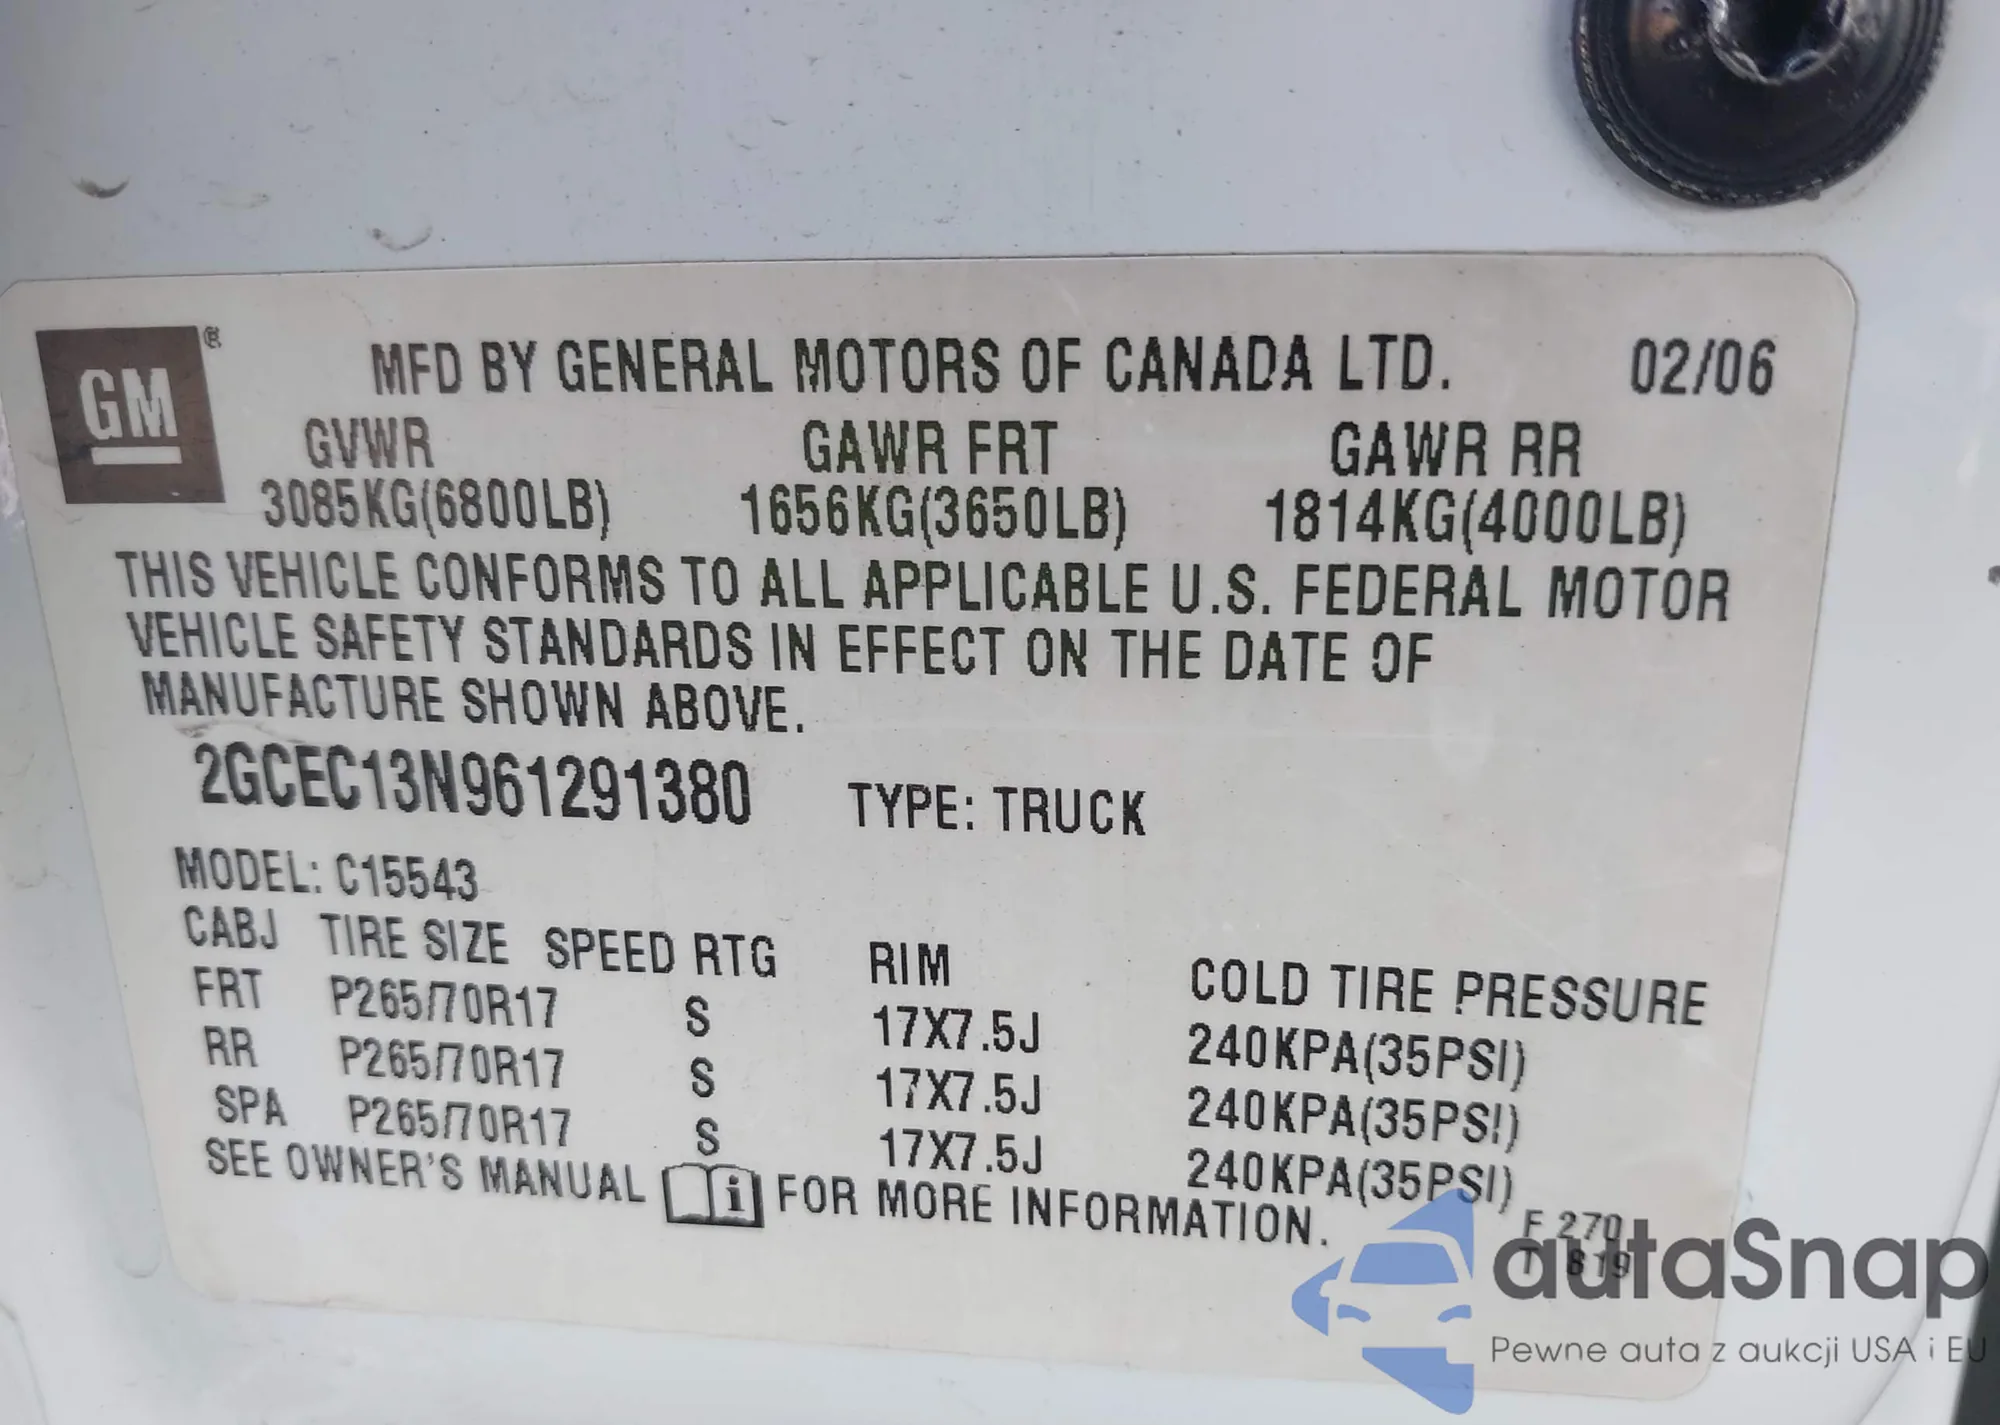 GM®
MFD BY GENERAL MOTORS OF CANADA LTD. 02/06
GVWR GAWR FRT GAWR RR
3085KG(6800LB) 1656KG(3650LB) 1814KG(4000LB)
THIS VEHICLE CONFORMS TO ALL APPLICABLE U.S. FEDERAL MOTOR
VEHICLE SAFETY STANDARDS IN EFFECT ON THE DATE OF
MANUFACTURE SHOWN ABOVE.
2GCEC13N961291380 TYPE: TRUCK
MODEL: C15543
CABJ TIRE SIZE SPEED RTG RIM COLD TIRE PRESSURE
FRT P265/70R17 S 17X7.5J 240KPA(35PSI)
RR P265/70R17 S 17X7.5J 240KPA(35PSI)
SPA P265/70R17 S 17X7.5J 240KPA(35PSI)
SEE OWNER'S MANUAL i FOR MORE INFORMATION.
F 270
T 819
autaSnap
Pewne auta z aukcji USA i EU